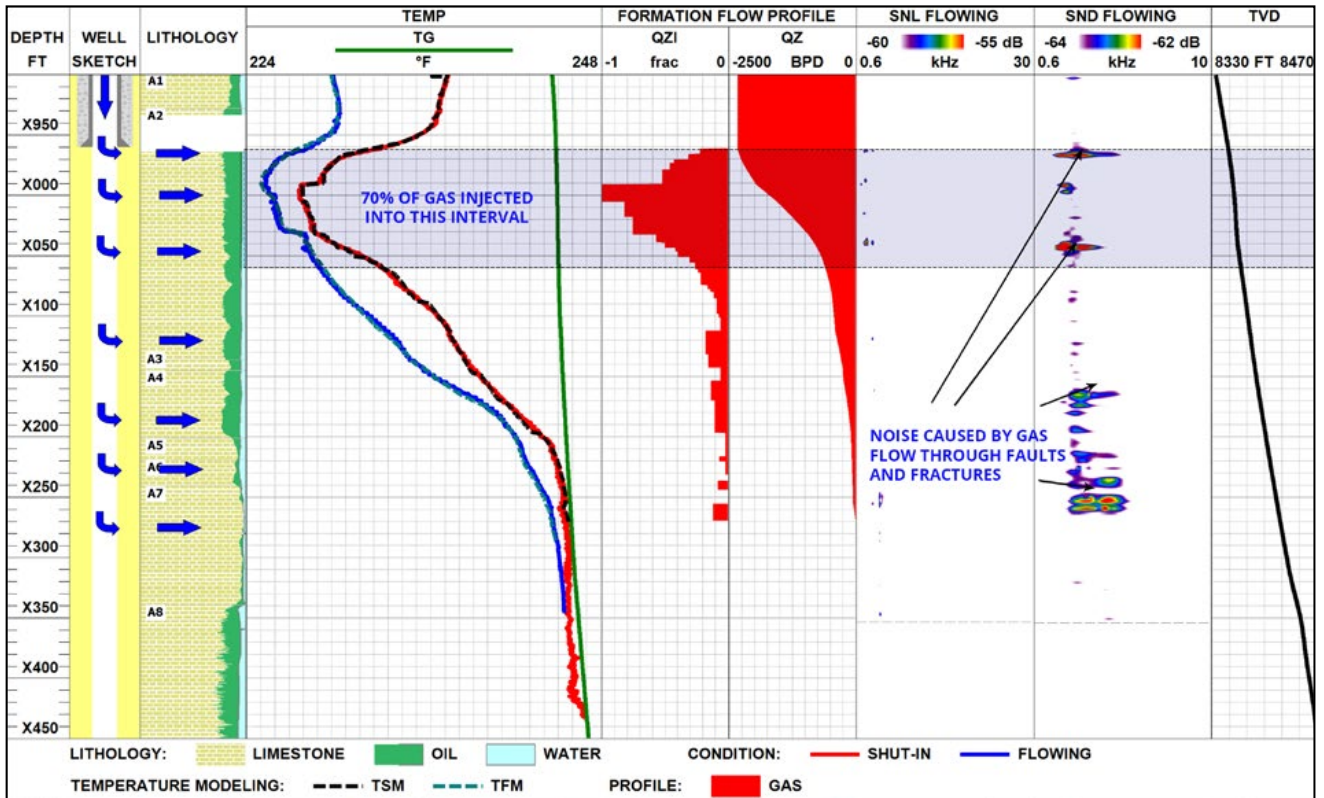 TEMP
FORMATION FLOW PROFILE
SNL FLOWING
SND FLOWING
TVD
DEPTH
FT
WELL
SKETCH
LITHOLOGY
TG
224 °F 248
QZI
-1 frac 0
QZ
-2500 BPD 0
-60 -55 dB
0.6 kHz 30
-64 -62 dB
0.6 kHz 10
8330 FT 8470
A1
A2
X950
X000
70% OF GAS INJECTED
INTO THIS INTERVAL
X050
d
X100
A3
X150
A4
X200
A5
NOISE CAUSED BY GAS
FLOW THROUGH FAULTS
AND FRACTURES
A6
X250
A7
X300
X350
A8
X400
X450
LITHOLOGY: LIMESTONE OIL WATER CONDITION: SHUT-IN FLOWING
TEMPERATURE MODELING: TSM TFM PROFILE: GAS